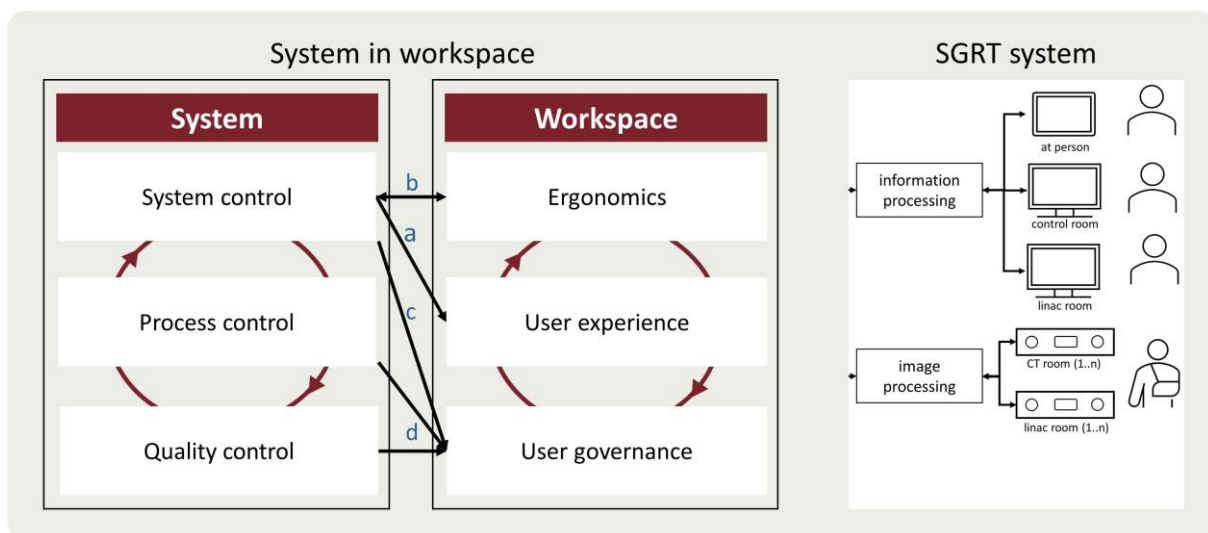 System in workspace
System
System control
Process control
Quality control
b
a
c
d
Workspace
Ergonomics
User experience
User governance
SGRT system
at person
information
processing
control room
linac room
image
processing
CT room (1..n)
linac room (1..n)